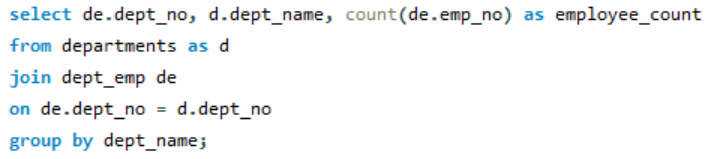 select de.dept_no, d.dept_name, count(de.emp_no) as employee_count
from departments as d
join dept_emp de
on de.dept_no = d.dept_no
group by dept_name;